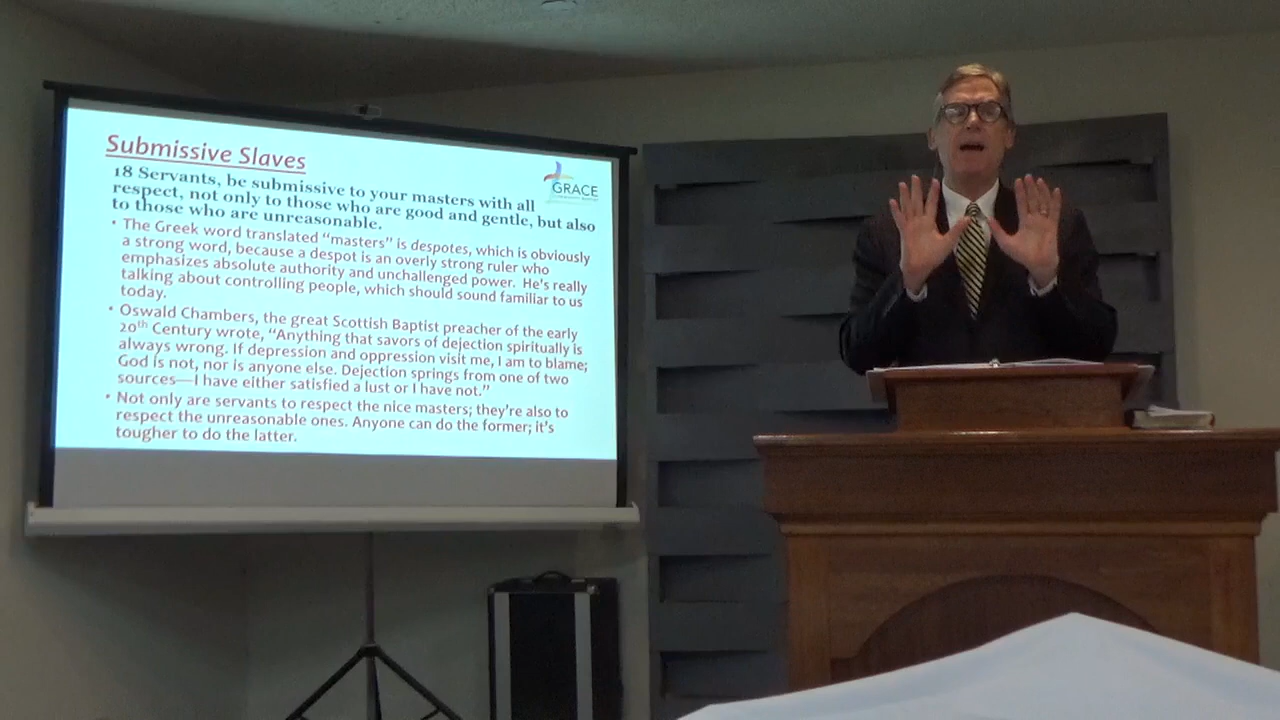 Submissive Slaves
18 Servants, be submissive to your masters with all
respect, not only to those who are good and gentle, but also
to those who are unreasonable.
GRACE
• The Greek word translated “masters” is despotes, which is obviously
a strong word, because a despot is an overly strong ruler who
emphasizes absolute authority and unchallenged power. He's really
talking about controlling people, which should sound familiar to us
today.
• Oswald Chambers, the great Scottish Baptist preacher of the early
20th Century wrote, “Anything that savors of dejection spiritually is
always wrong. If depression and oppression visit me, I am to blame;
God is not, nor is anyone else. Dejection springs from one of two
sources—I have either satisfied a lust or I have not.”
• Not only are servants to respect the nice masters; they're also to
respect the unreasonable ones. Anyone can do the former; it's
tougher to do the latter.